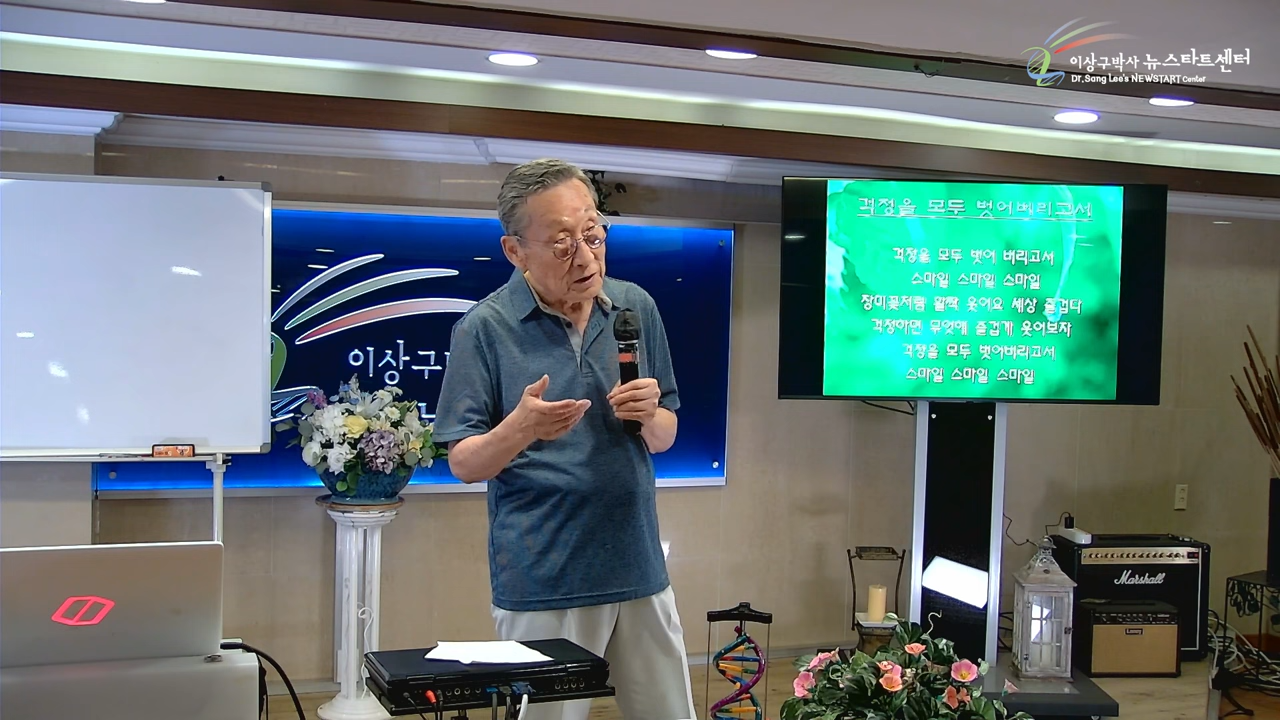 이상구박사 뉴스타트센터
Dr. Sang Lee's NEWSTART Center
걱정을 모두 벗어버리고서
걱정을 모두 벗어 버리고서
스마일 스마일 스마일
장미꽃처럼 활짝 웃어요 세상 즐겁다
걱정하면 무엇해 즐겁게 웃어보자
걱정을 모두 벗어버리고서
스마일 스마일 스마일
이상구
Marshall
Laney